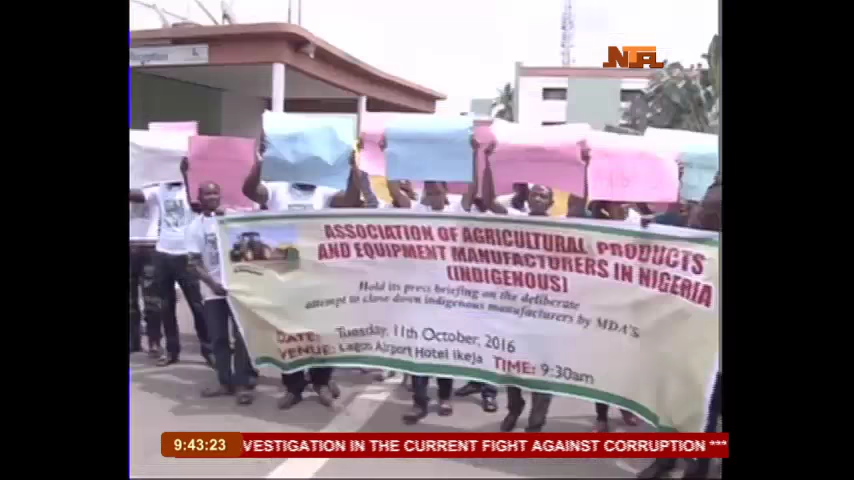 NTA
ASSOCIATION OF AGRICULTURAL PRODUCTS
AND EQUIPMENT MANUFACTURERS IN NIGERIA
(INDIGENOUS)
Hold its press briefing on the deliberate
attempt to close down indigenous manufacturers by MDA'S
DATE: Tuesday, 11th October, 2016
VENUE: Lagos Airport Hotel Ikeja TIME: 9:30am
9:43:23 VESTIGATION IN THE CURRENT FIGHT AGAINST CORRUPTION ***